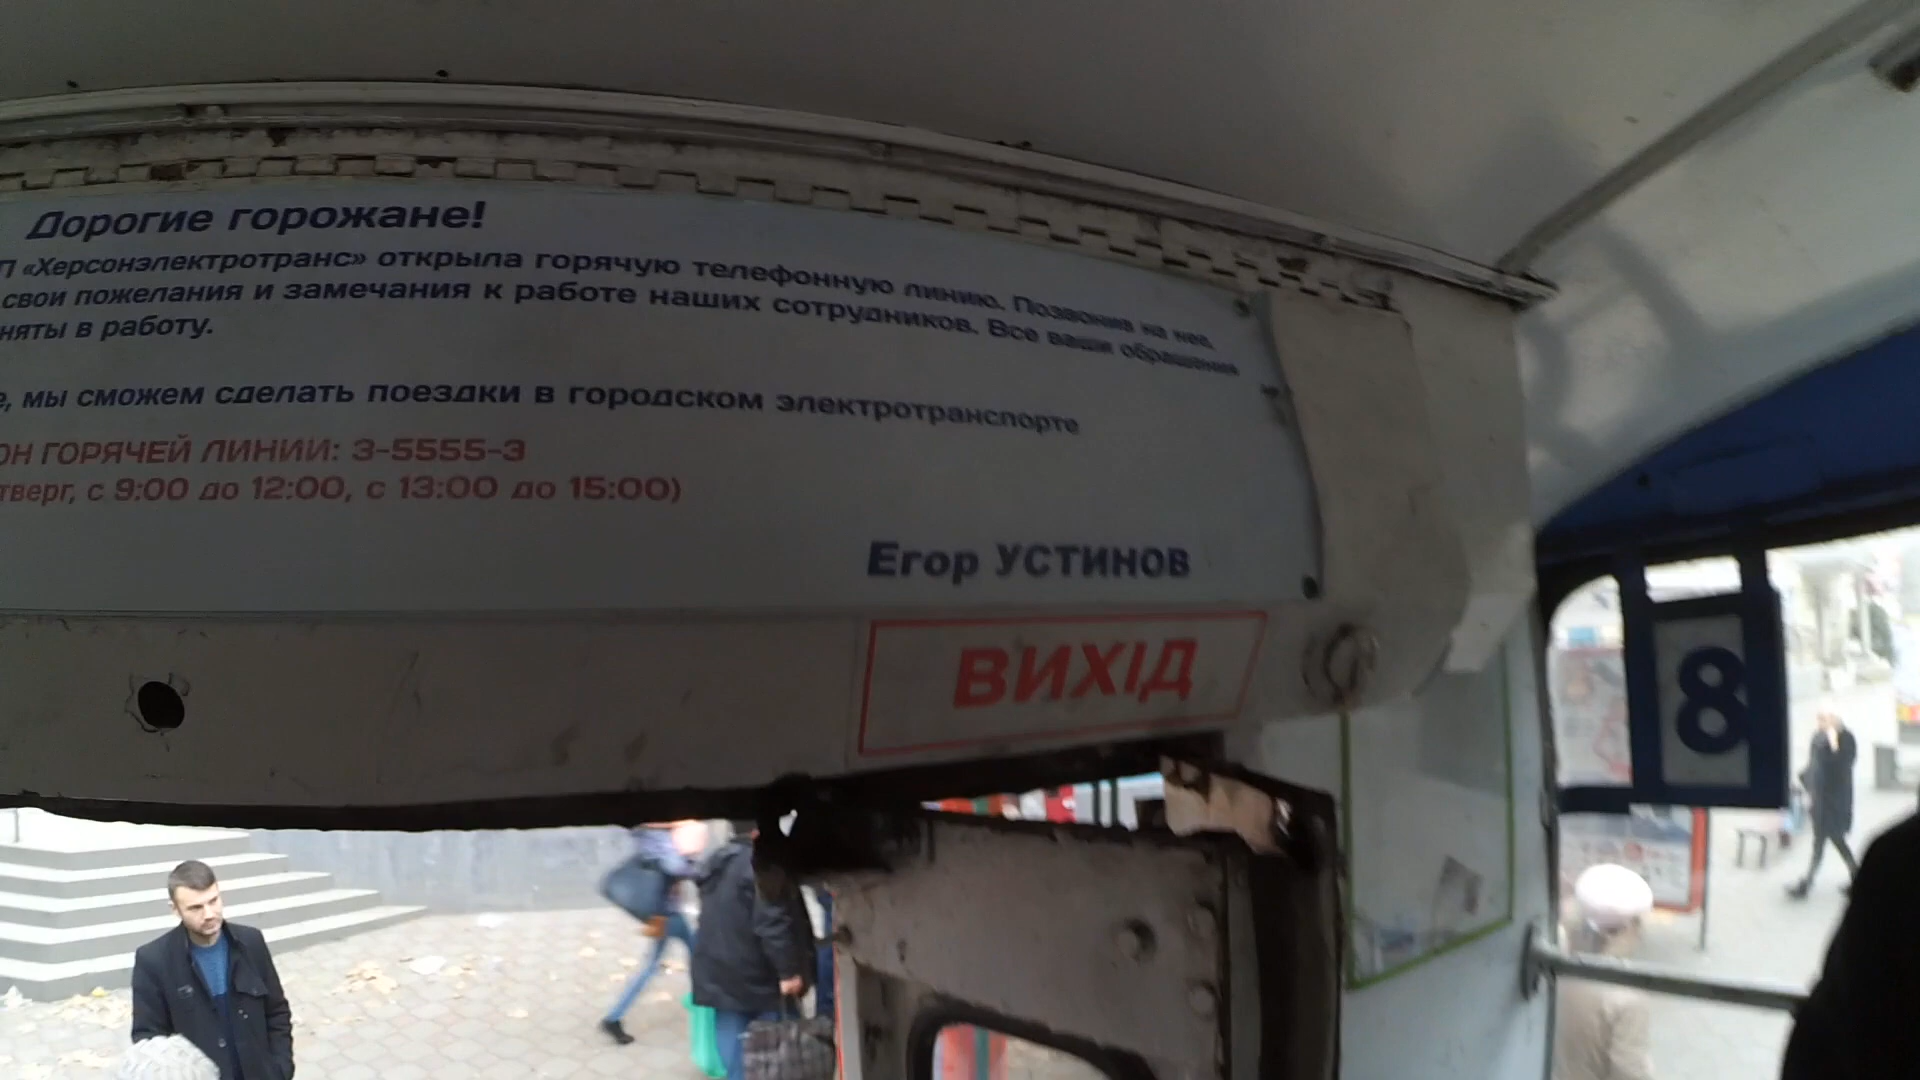 Дорогие горожане!
П «Херсонэлектротранс» открыла горячую телефонную линию. Позвонив на нее,
свои пожелания и замечания к работе наших сотрудников. Все ваши обращения
няты в работу.
е, мы сможем сделать поездки в городском электротранспорте
ОН ГОРЯЧЕЙ ЛИНИИ: 3-5555-3
тверг, с 9:00 до 12:00, с 13:00 до 15:00)
Егор УСТИНОВ
ВИХІД
8